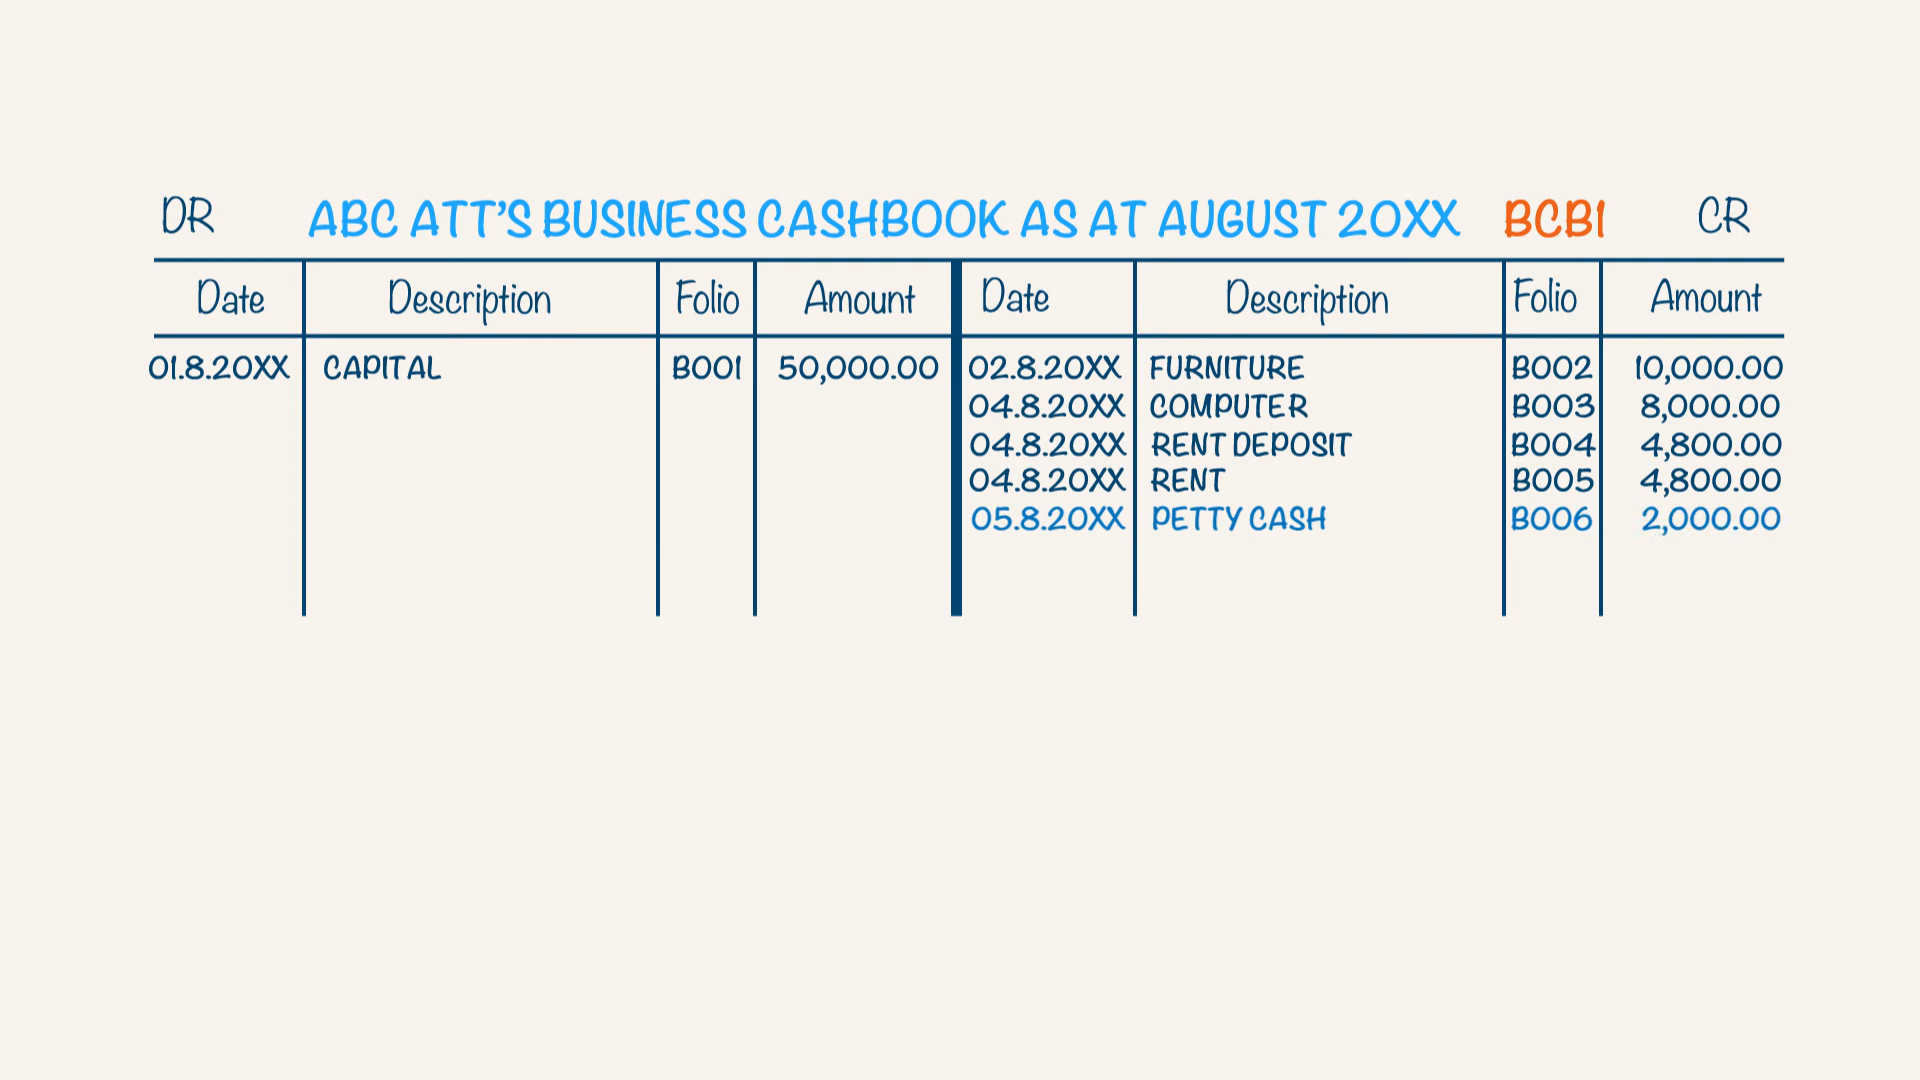 DR ABC ATT'S BUSINESS CASHBOOK AS AT AUGUST 20XX BCB1 CR
Date Description Folio Amount Date Description Folio Amount
01.8.20XX CAPITAL B001 50,000.00 02.8.20XX FURNITURE B002 10,000.00
04.8.20XX COMPUTER B003 8,000.00
04.8.20XX RENT DEPOSIT B004 4,800.00
04.8.20XX RENT B005 4,800.00
05.8.20XX PETTY CASH B006 2,000.00